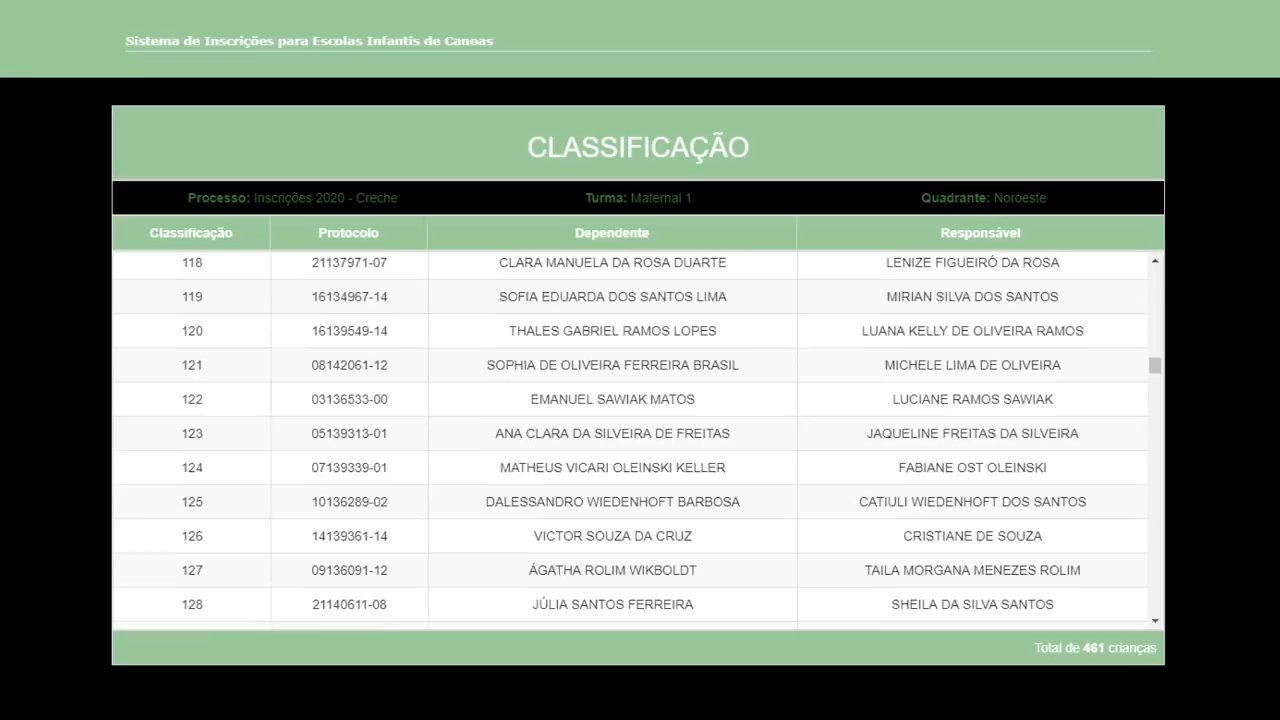 Sistema de Inscrições para Escolas Infantis de Canoas
CLASSIFICAÇÃO
Processo: Inscrições 2020 - Creche Turma: Maternal 1 Quadrante: Noroeste
Classificação Protocolo Dependente Responsável
118 21137971-07 CLARA MANUELA DA ROSA DUARTE LENIZE FIGUEIRÓ DA ROSA
119 16134967-14 SOFIA EDUARDA DOS SANTOS LIMA MIRIAN SILVA DOS SANTOS
120 16139549-14 THALES GABRIEL RAMOS LOPES LUANA KELLY DE OLIVEIRA RAMOS
121 08142061-12 SOPHIA DE OLIVEIRA FERREIRA BRASIL MICHELE LIMA DE OLIVEIRA
122 03136533-00 EMANUEL SAWIAK MATOS LUCIANE RAMOS SAWIAK
123 05139313-01 ANA CLARA DA SILVEIRA DE FREITAS JAQUELINE FREITAS DA SILVEIRA
124 07139339-01 MATHEUS VICARI OLEINSKI KELLER FABIANE OST OLEINSKI
125 10136289-02 DALESSANDRO WIEDENHOFT BARBOSA CATIULI WIEDENHOFT DOS SANTOS
126 14139361-14 VICTOR SOUZA DA CRUZ CRISTIANE DE SOUZA
127 09136091-12 ÁGATHA ROLIM WIKBOLDT TAILA MORGANA MENEZES ROLIM
128 21140611-08 JÚLIA SANTOS FERREIRA SHEILA DA SILVA SANTOS
Total de 461 crianças